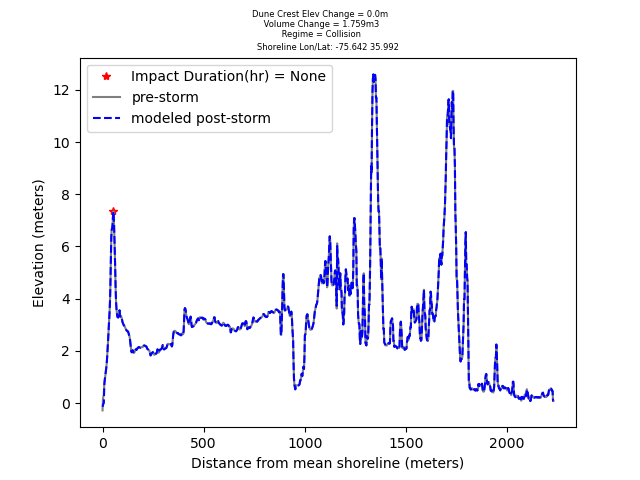 Dune Crest Elev Change = 0.0m
Volume Change = 1.759m3
Regime = Collision
Shoreline Lon/Lat: -75.642 35.992
Impact Duration(hr) = None
pre-storm
modeled post-storm
12
10
8
6
4
2
0
Elevation (meters)
0 500 1000 1500 2000
Distance from mean shoreline (meters)